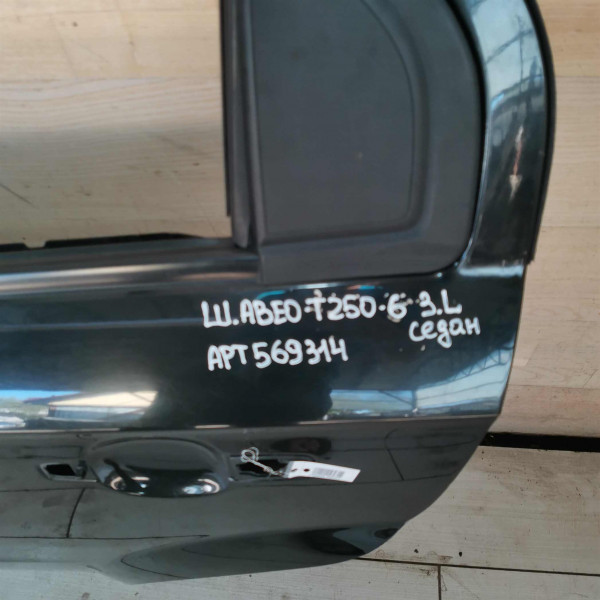 Ш.АВЕО-Т250-Б З.L
седан
АРТ 569314